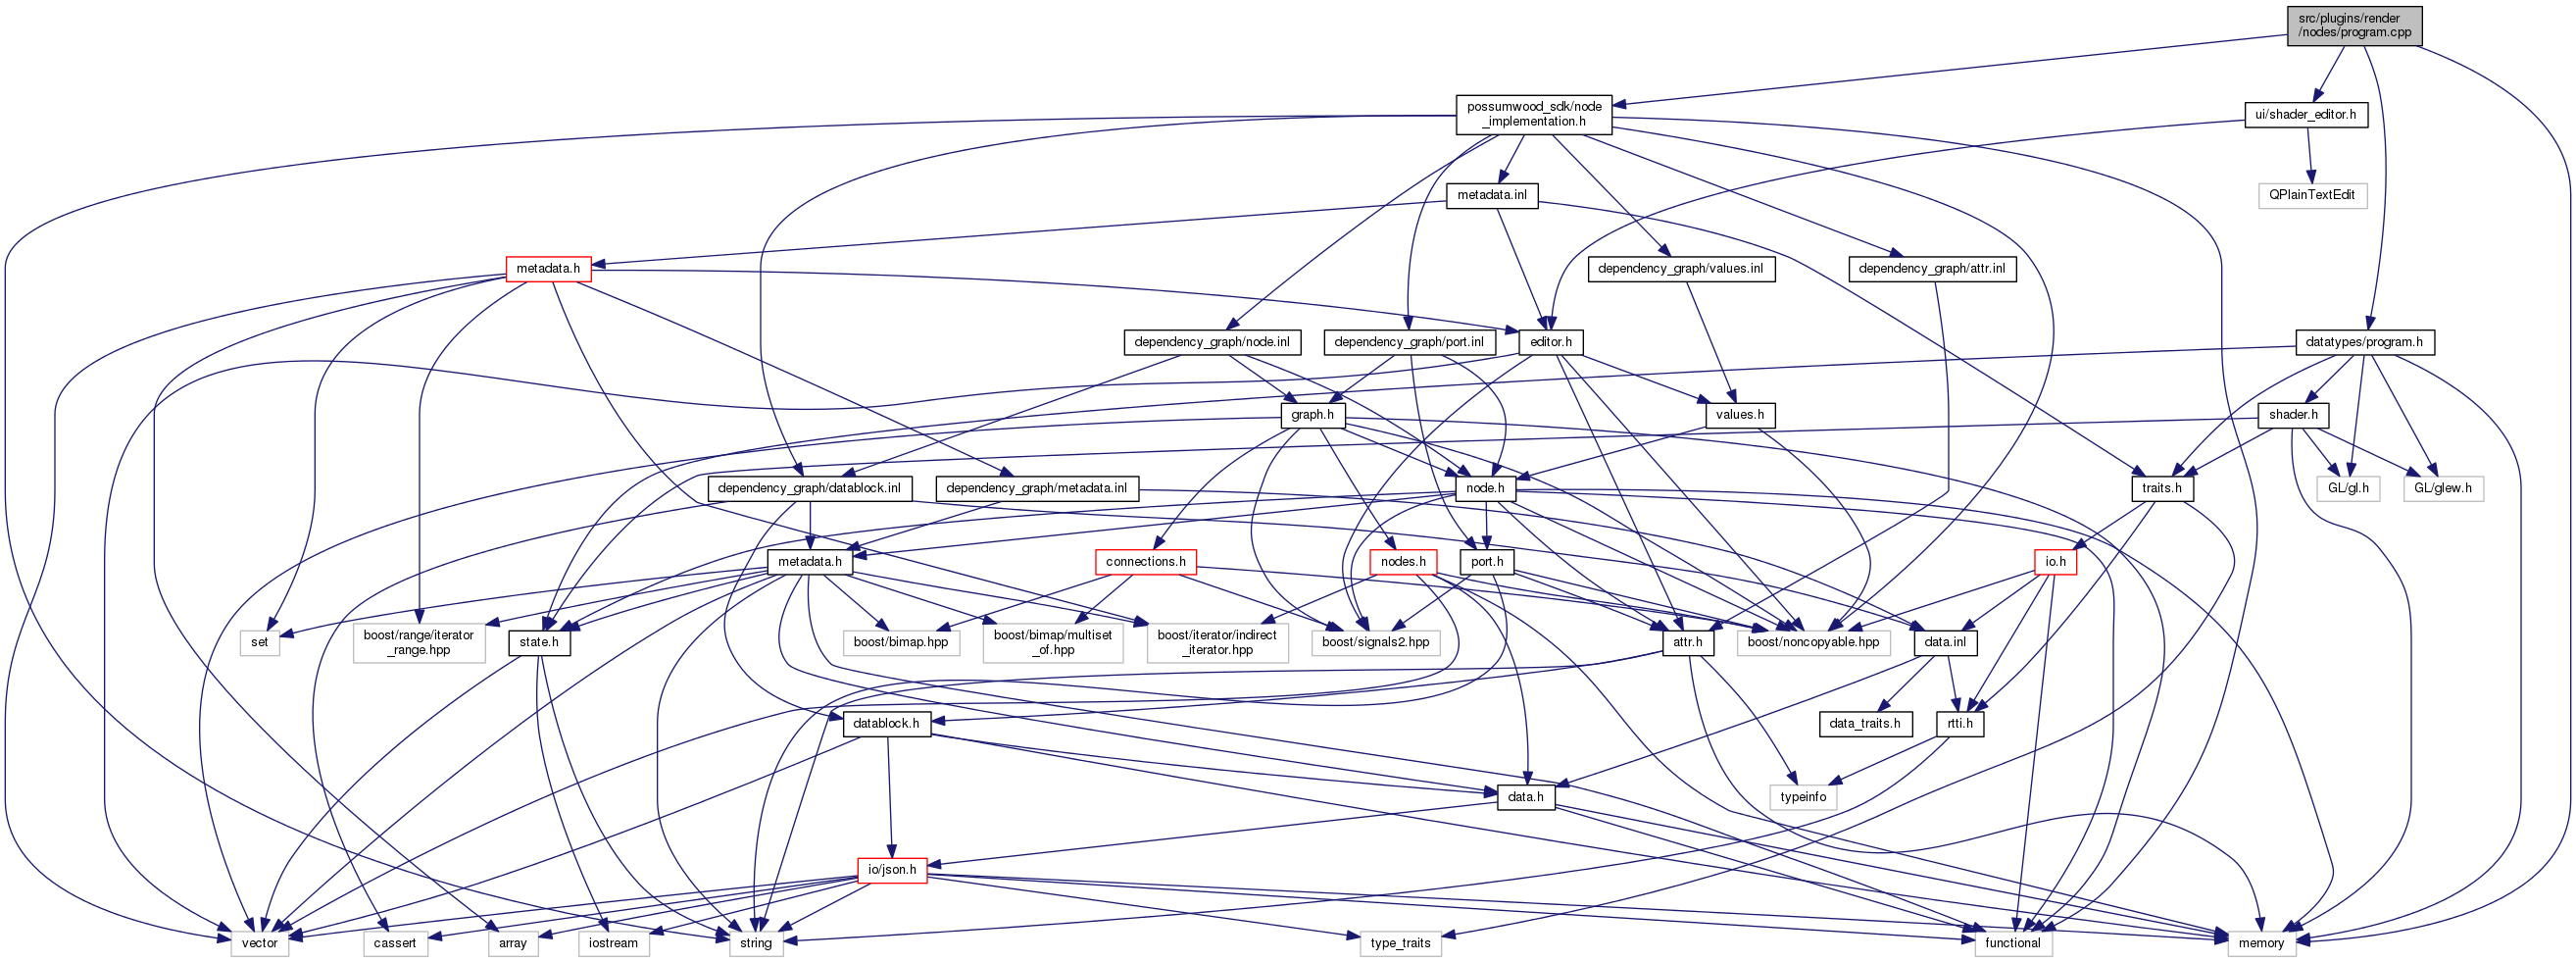 src/plugins/render
/nodes/program.cpp
possumwood_sdk/node
_implementation.h
ui/shader_editor.h
metadata.inl
QPlainTextEdit
metadata.h
dependency_graph/values.inl
dependency_graph/attr.inl
dependency_graph/node.inl
dependency_graph/port.inl
editor.h
datatypes/program.h
graph.h
values.h
shader.h
dependency_graph/datablock.inl
dependency_graph/metadata.inl
node.h
traits.h
GL/gl.h
GL/glew.h
metadata.h
connections.h
nodes.h
port.h
io.h
set
boost/range/iterator
_range.hpp
state.h
boost/bimap.hpp
boost/bimap/multiset
_of.hpp
boost/iterator/indirect
_iterator.hpp
boost/signals2.hpp
attr.h
boost/noncopyable.hpp
data.inl
datablock.h
data_traits.h
rtti.h
typeinfo
data.h
io/json.h
vector
cassert
array
iostream
string
type_traits
functional
memory